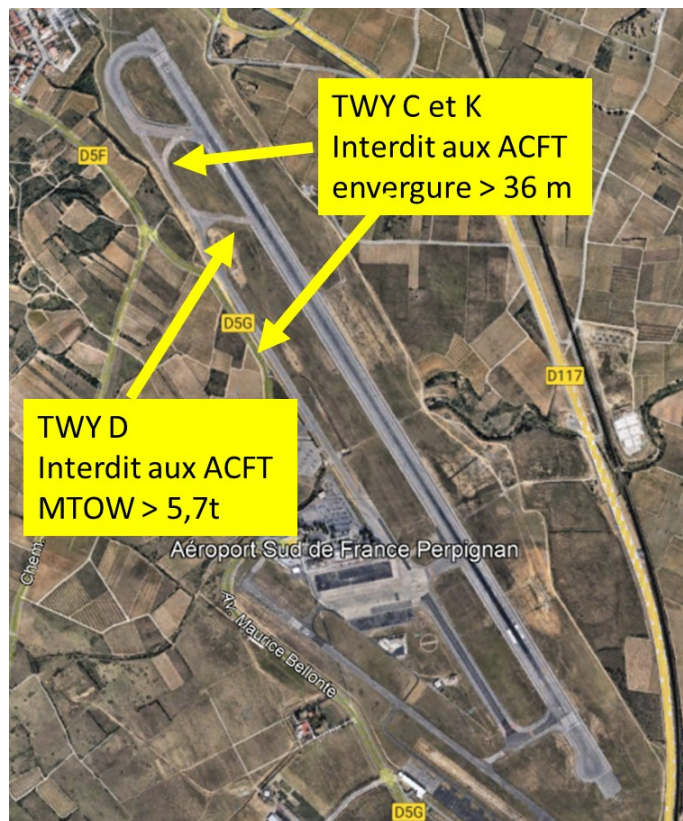 TWY C et K
Interdit aux ACFT
envergure > 36 m
D5F
D5G
D117
TWY D
Interdit aux ACFT
MTOW > 5,7t
Aéroport Sud de France Perpignan
Chem.
Av. Maurice Bellonte
D5G